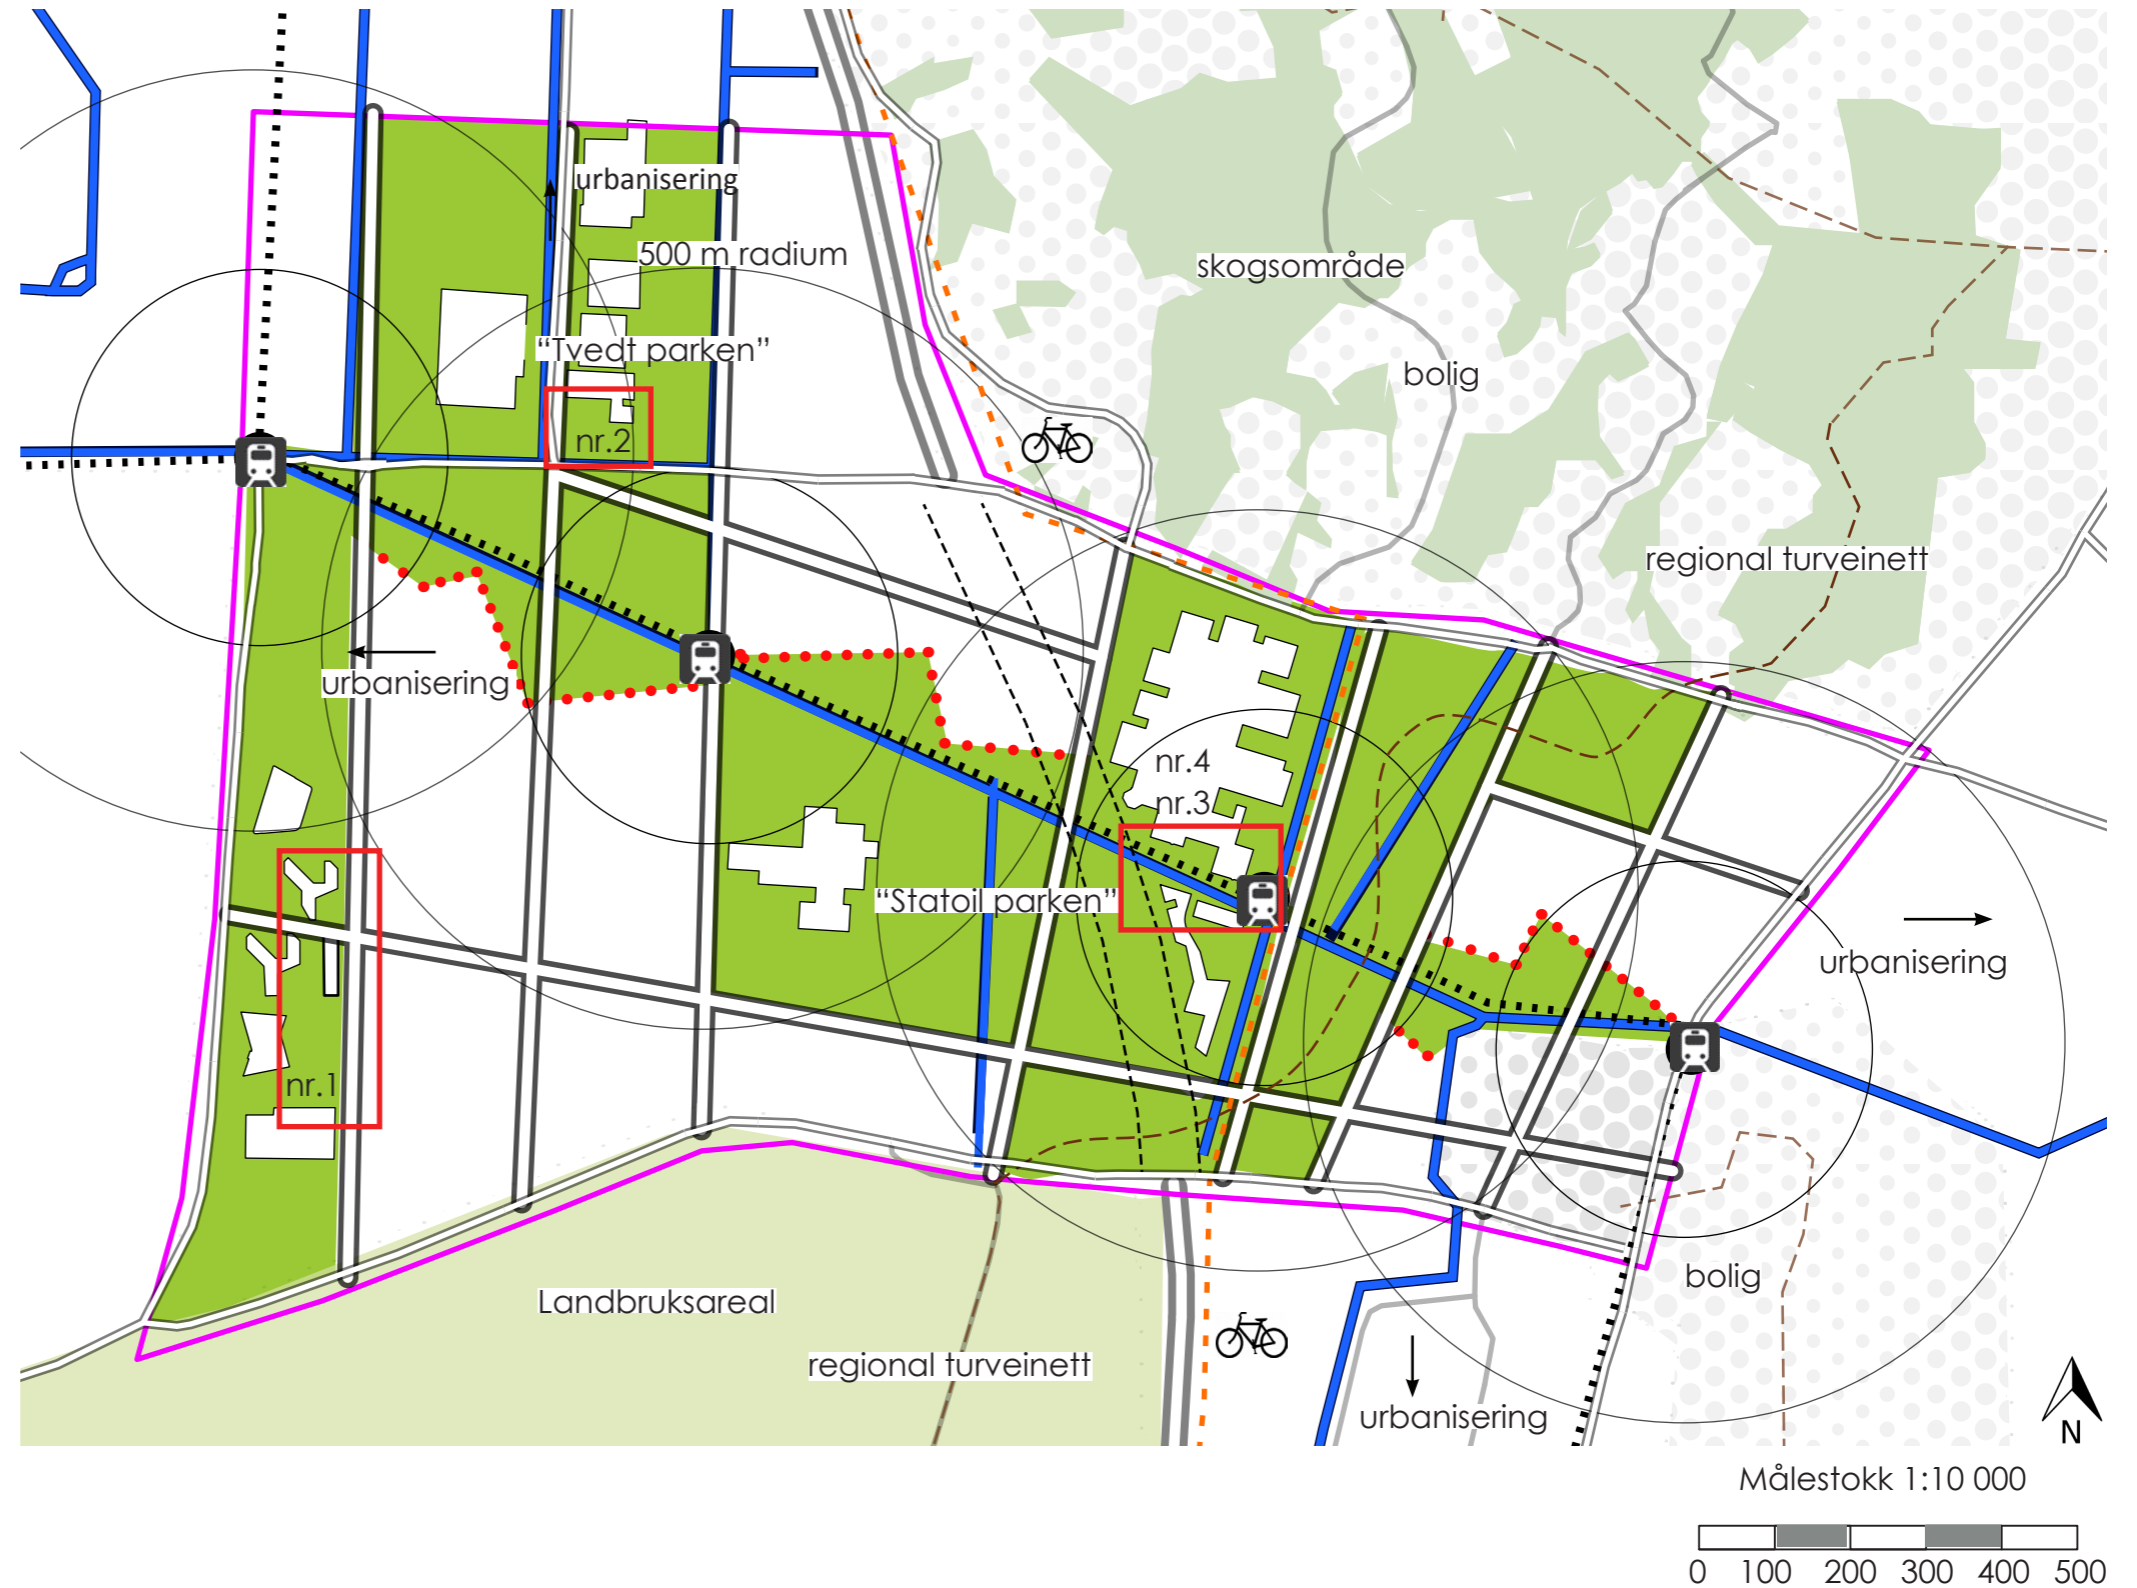 urbanisering
500 m radium
skogsområde
“Tvedt parken”
bolig
nr.2
regional turveinett
urbanisering
nr.4
nr.3
“Statoil parken”
urbanisering
nr.1
bolig
Landbruksareal
regional turveinett
urbanisering
N
Målestokk 1:10 000
0 100 200 300 400 500